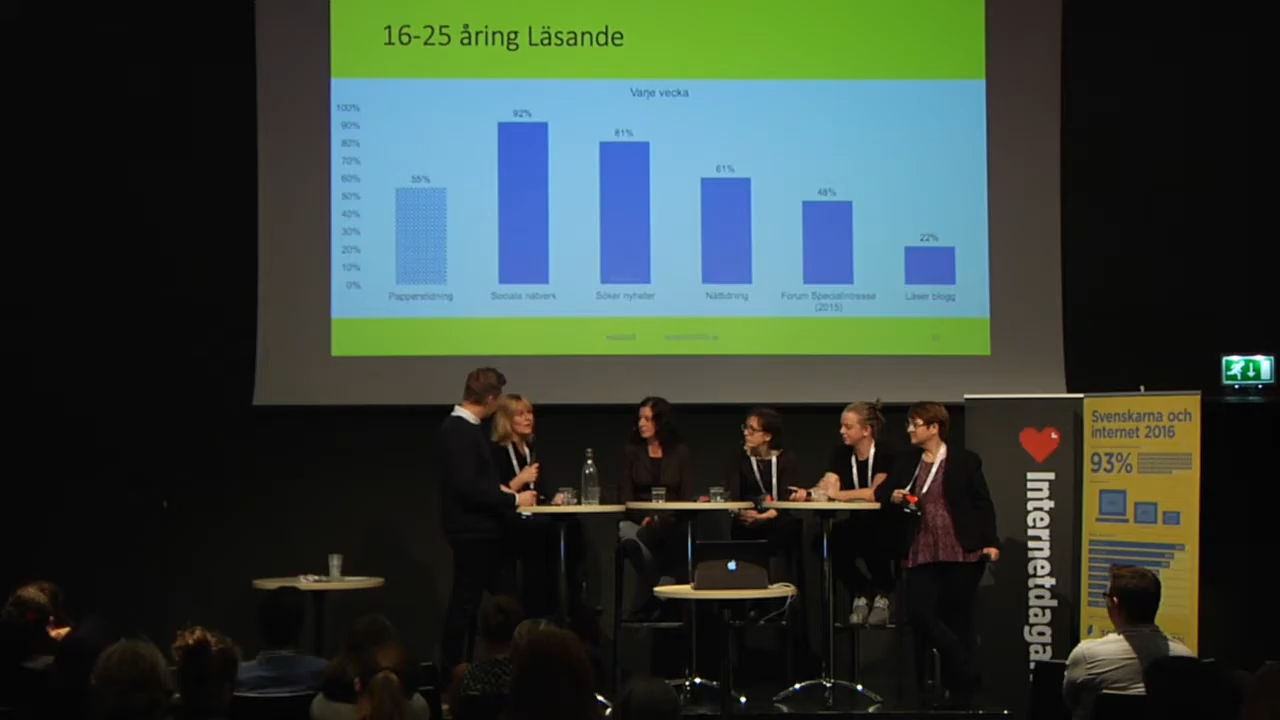 16-25 åring Läsande
Varje vecka
100%
90%
80%
70%
60%
50%
40%
30%
20%
10%
0%
55%
92%
81%
61%
48%
22%
Papperstidning
Sociala nätverk
Söker nyheter
Nättidning
Forum Specialintresse
(2015)
Läser blogg
Internetdaga
Svenskarna och
internet 2016
93%